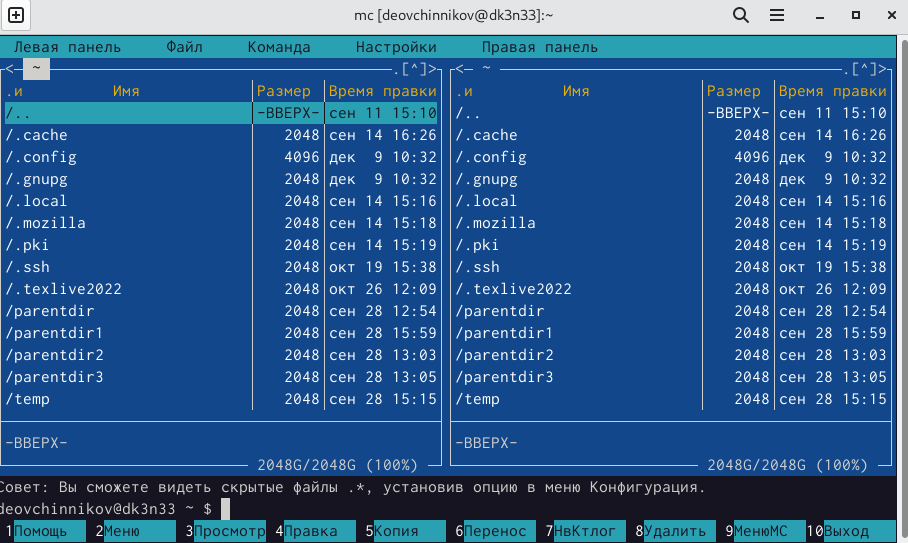 mc [deovchinnikov@dk3n33]:~
Левая панель Файл Команда Настройки Правая панель
<─ ~ .[^]> <─ ~ .[^]>
.и Имя Размер Время правки .и Имя Размер Время правки
/.. -ВВЕРХ- сен 11 15:10 /.. -ВВЕРХ- сен 11 15:10
/.cache 2048 сен 14 16:26 /.cache 2048 сен 14 16:26
/.config 4096 дек 9 10:32 /.config 4096 дек 9 10:32
/.gnupg 2048 дек 9 10:32 /.gnupg 2048 дек 9 10:32
/.local 2048 сен 14 15:16 /.local 2048 сен 14 15:16
/.mozilla 2048 сен 14 15:18 /.mozilla 2048 сен 14 15:18
/.pki 2048 сен 14 15:19 /.pki 2048 сен 14 15:19
/.ssh 2048 окт 19 15:38 /.ssh 2048 окт 19 15:38
/.texlive2022 2048 окт 26 12:09 /.texlive2022 2048 окт 26 12:09
/parentdir 2048 сен 28 12:54 /parentdir 2048 сен 28 12:54
/parentdir1 2048 сен 28 15:59 /parentdir1 2048 сен 28 15:59
/parentdir2 2048 сен 28 13:03 /parentdir2 2048 сен 28 13:03
/parentdir3 2048 сен 28 13:05 /parentdir3 2048 сен 28 13:05
/temp 2048 сен 28 15:15 /temp 2048 сен 28 15:15
-ВВЕРХ- -ВВЕРХ-
2048G/2048G (100%) 2048G/2048G (100%)
Совет: Вы сможете видеть скрытые файлы .*, установив опцию в меню Конфигурация.
deovchinnikov@dk3n33 ~ $
1Помощь 2Меню 3Просмотр 4Правка 5Копия 6Перенос 7НвКтлог 8Удалить 9МенюМС 10Выход